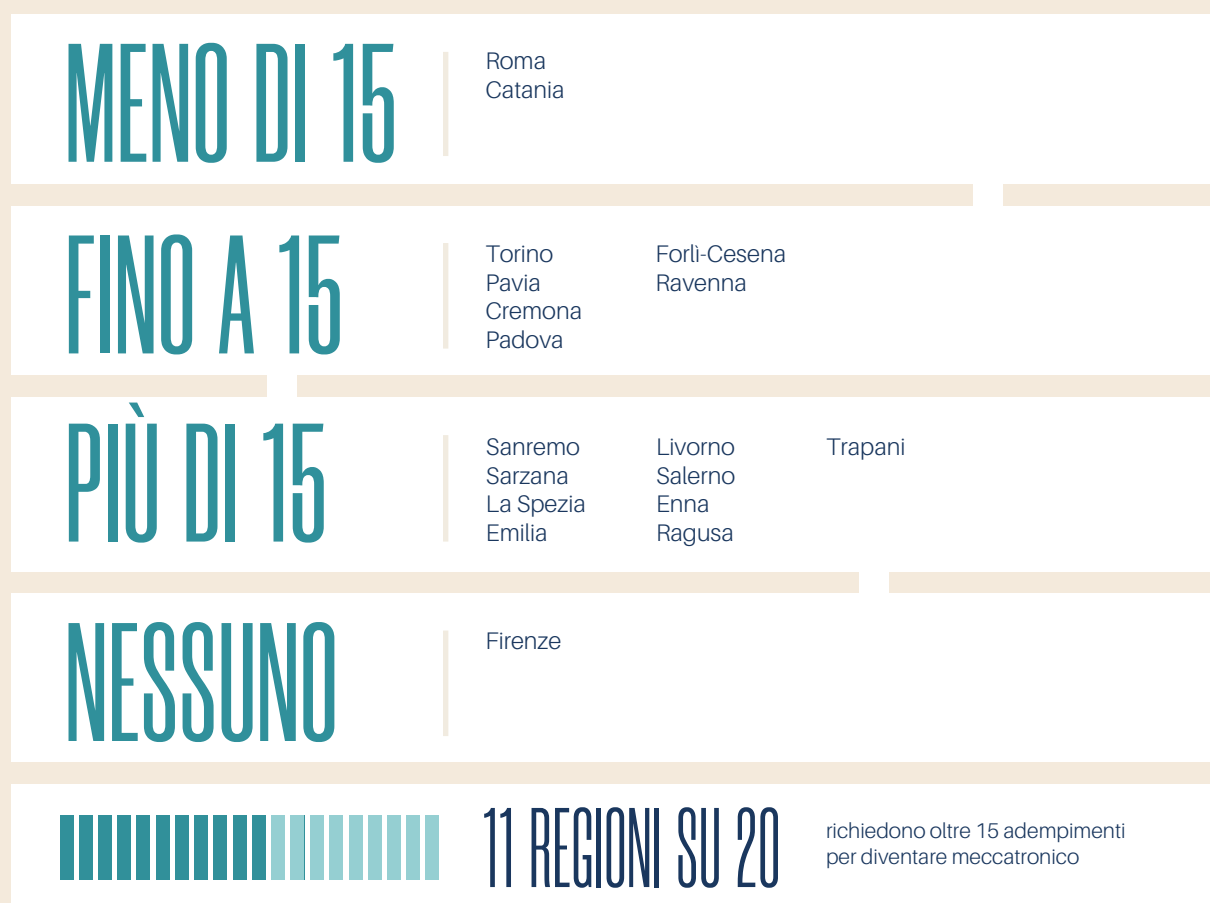 MENO DI 15
Roma
Catania
FINO A 15
Torino
Pavia
Cremona
Padova
Forlì-Cesena
Ravenna
PIÙ DI 15
Sanremo
Sarzana
La Spezia
Emilia
Livorno
Salerno
Enna
Ragusa
Trapani
NESSUNO
Firenze
11 REGIONI SU 20
richiedono oltre 15 adempimenti
per diventare meccatronico